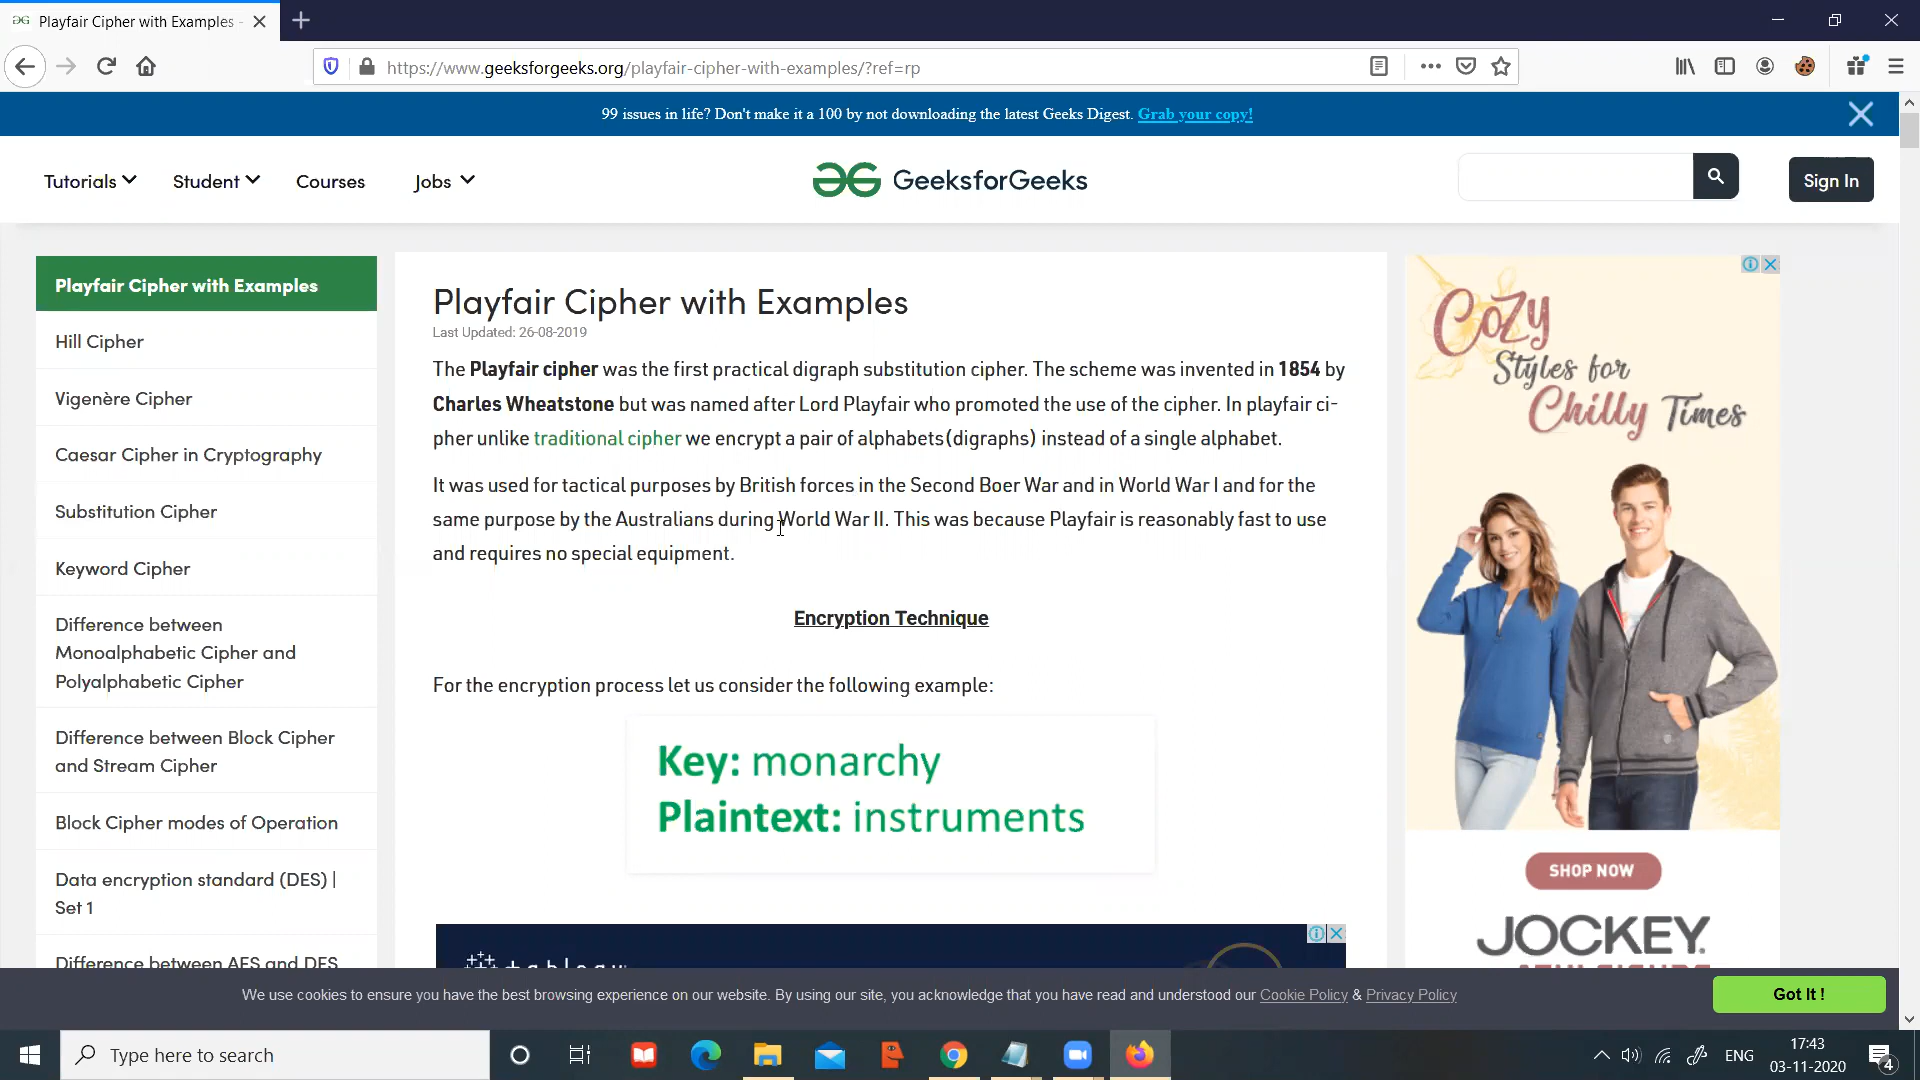 Playfair Cipher with Examples -
https://www.geeksforgeeks.org/playfair-cipher-with-examples/?ref=rp
99 issues in life? Don't make it a 100 by not downloading the latest Geeks Digest. Grab your copy!
Tutorials Student Courses Jobs GeeksforGeeks Sign In
Playfair Cipher with Examples
Hill Cipher
Vigenère Cipher
Caesar Cipher in Cryptography
Substitution Cipher
Keyword Cipher
Difference between
Monoalphabetic Cipher and
Polyalphabetic Cipher
Difference between Block Cipher
and Stream Cipher
Block Cipher modes of Operation
Data encryption standard (DES) |
Set 1
Difference between AES and DES
Playfair Cipher with Examples
Last Updated: 26-08-2019
The Playfair cipher was the first practical digraph substitution cipher. The scheme was invented in 1854 by
Charles Wheatstone but was named after Lord Playfair who promoted the use of the cipher. In playfair ci-
pher unlike traditional cipher we encrypt a pair of alphabets(digraphs) instead of a single alphabet.
It was used for tactical purposes by British forces in the Second Boer War and in World War I and for the
same purpose by the Australians during World War II. This was because Playfair is reasonably fast to use
and requires no special equipment.
Encryption Technique
For the encryption process let us consider the following example:
Key: monarchy
Plaintext: instruments
Cozy
Styles for
Chilly Times
SHOP NOW
JOCKEY
We use cookies to ensure you have the best browsing experience on our website. By using our site, you acknowledge that you have read and understood our Cookie Policy & Privacy Policy
Got It !
Type here to search
ENG
17:43
03-11-2020
4